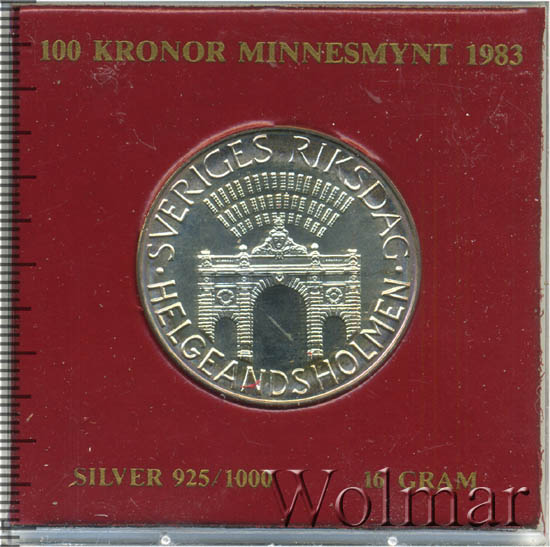 100 KRONOR MINNESMYNT 1983
· SVERIGES RIKSDAG ·
HELGEANDSHOLMEN
SILVER 925/1000 16 GRAM
Wolmar